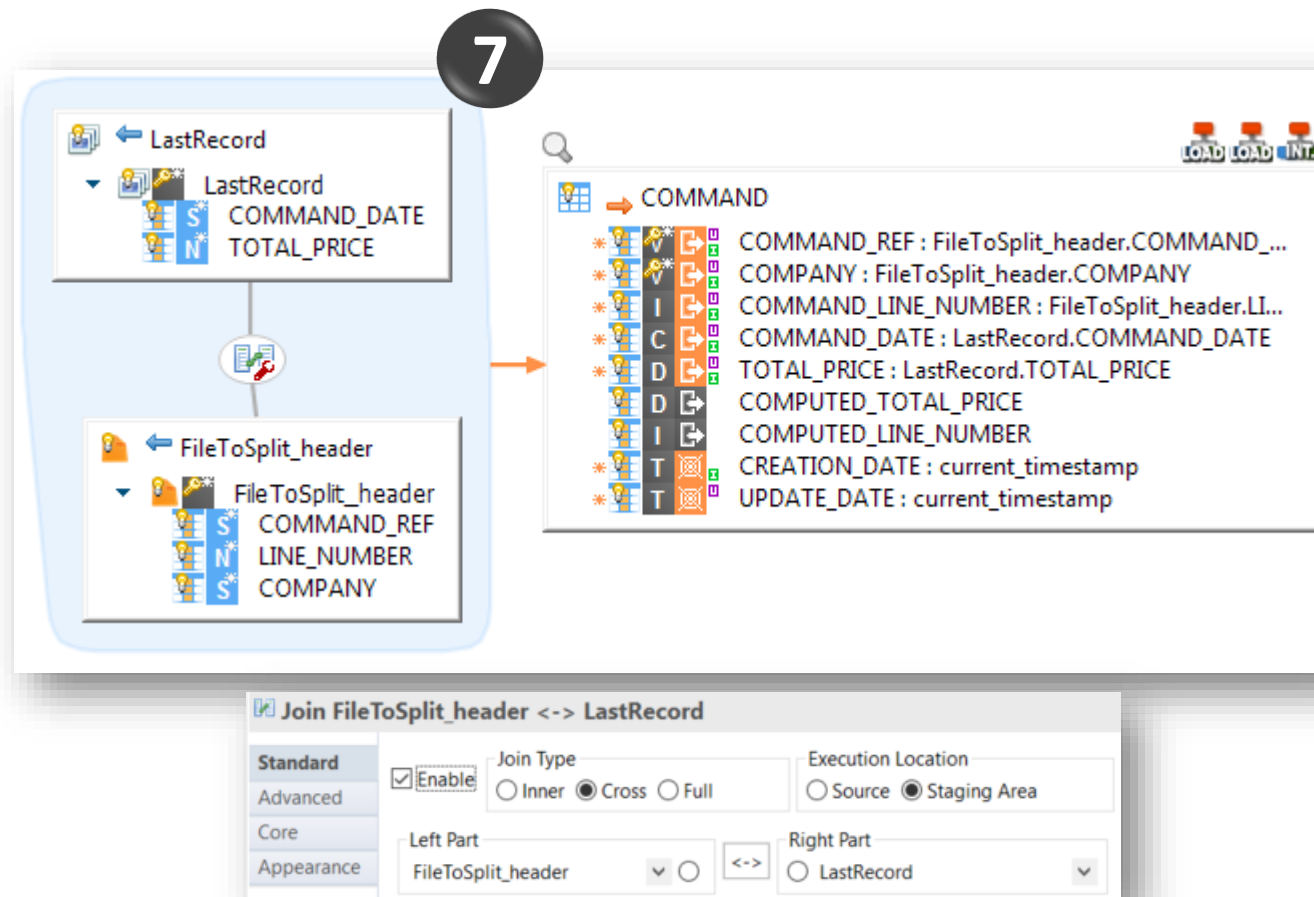 7
LastRecord
LastRecord
S COMMAND_DATE
N TOTAL_PRICE
FileToSplit_header
FileToSplit_header
S COMMAND_REF
N LINE_NUMBER
S COMPANY
LOAD LOAD INT
COMMAND
V U I COMMAND_REF : FileToSplit_header.COMMAND_...
V U I COMPANY : FileToSplit_header.COMPANY
I U I COMMAND_LINE_NUMBER : FileToSplit_header.LI...
C U I COMMAND_DATE : LastRecord.COMMAND_DATE
D U I TOTAL_PRICE : LastRecord.TOTAL_PRICE
D COMPUTED_TOTAL_PRICE
I COMPUTED_LINE_NUMBER
T I CREATION_DATE : current_timestamp
T U UPDATE_DATE : current_timestamp
Join FileToSplit_header <-> LastRecord
Standard
Advanced
Core
Appearance
Enable
Join Type
Inner Cross Full
Execution Location
Source Staging Area
Left Part
FileToSplit_header
<->
Right Part
LastRecord